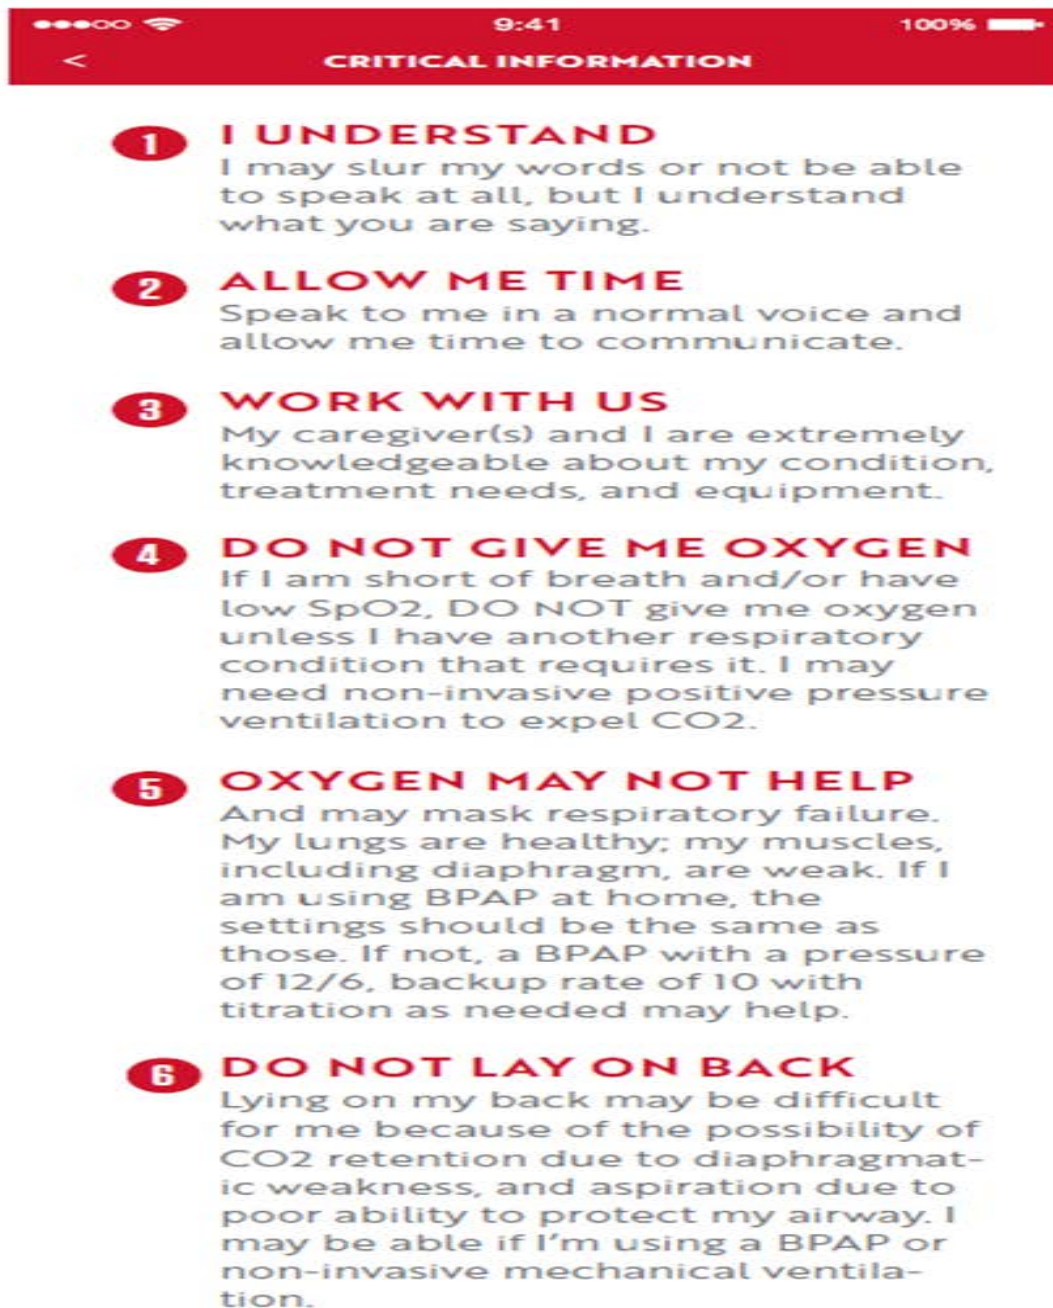 9:41
100%
<
CRITICAL INFORMATION
1
I UNDERSTAND
I may slur my words or not be able
to speak at all, but I understand
what you are saying.
2
ALLOW ME TIME
Speak to me in a normal voice and
allow me time to communicate.
3
WORK WITH US
My caregiver(s) and I are extremely
knowledgeable about my condition,
treatment needs, and equipment.
4
DO NOT GIVE ME OXYGEN
If I am short of breath and/or have
low SpO2, DO NOT give me oxygen
unless I have another respiratory
condition that requires it. I may
need non-invasive positive pressure
ventilation to expel CO2.
5
OXYGEN MAY NOT HELP
And may mask respiratory failure.
My lungs are healthy; my muscles,
including diaphragm, are weak. If I
am using BPAP at home, the
settings should be the same as
those. If not, a BPAP with a pressure
of 12/6, backup rate of 10 with
titration as needed may help.
6
DO NOT LAY ON BACK
Lying on my back may be difficult
for me because of the possibility of
CO2 retention due to diaphragmat-
ic weakness, and aspiration due to
poor ability to protect my airway. I
may be able if I'm using a BPAP or
non-invasive mechanical ventila-
tion.